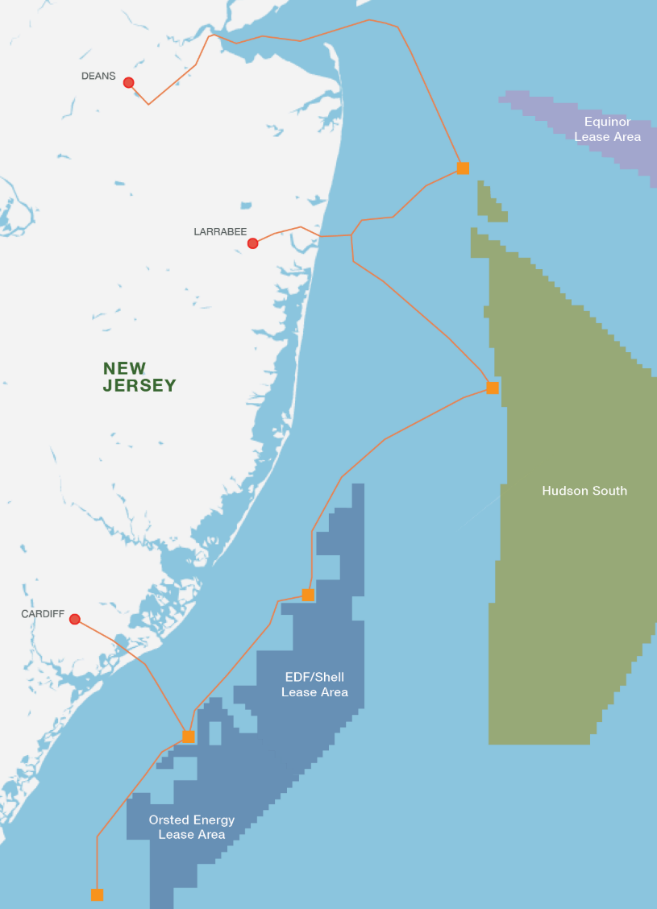 DEANS
Equinor
Lease Area
LARRABEE
NEW
JERSEY
Hudson South
CARDIFF
EDF/Shell
Lease Area
Orsted Energy
Lease Area